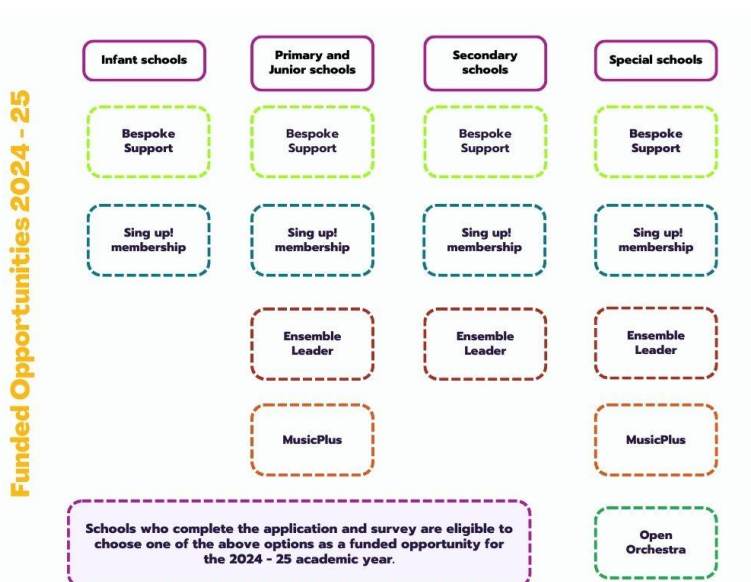 Funded Opportunities 2024 - 25
Infant schools
Primary and
Junior schools
Secondary
schools
Special schools
Bespoke
Support
Bespoke
Support
Bespoke
Support
Bespoke
Support
Sing up!
membership
Sing up!
membership
Sing up!
membership
Sing up!
membership
Ensemble
Leader
Ensemble
Leader
Ensemble
Leader
MusicPlus
MusicPlus
Schools who complete the application and survey are eligible to
choose one of the above options as a funded opportunity for
the 2024 - 25 academic year.
Open
Orchestra